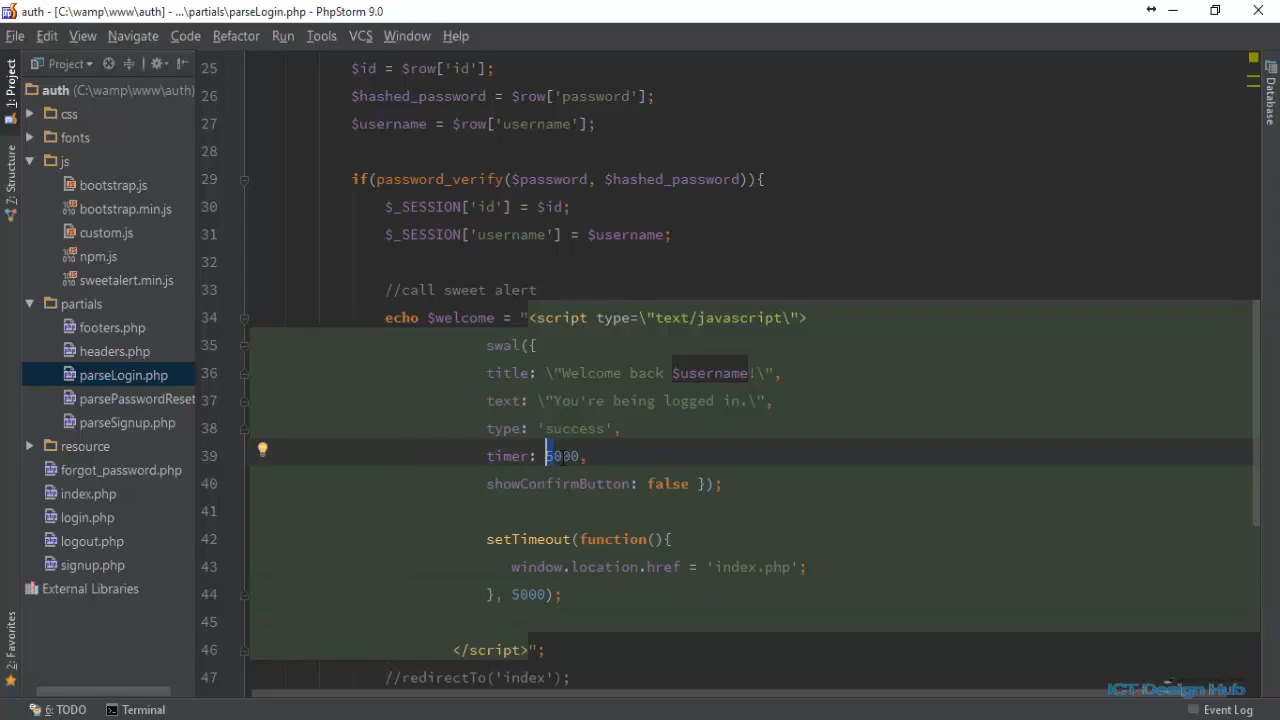 auth - [C:\wamp\www\auth] - ...\partials\parseLogin.php - PhpStorm 9.0
File Edit View Navigate Code Refactor Run Tools VCS Window Help
1: Project
Z: Structure
2: Favorites
Project
auth (C:\wamp\www\auth)
css
fonts
js
bootstrap.js
bootstrap.min.js
custom.js
npm.js
sweetalert.min.js
partials
footers.php
headers.php
parseLogin.php
parsePasswordReset
parseSignup.php
resource
forgot_password.php
index.php
login.php
logout.php
signup.php
External Libraries
25 $id = $row['id'];
26 $hashed_password = $row['password'];
27 $username = $row['username'];
28
29 if(password_verify($password, $hashed_password)){
30 $_SESSION['id'] = $id;
31 $_SESSION['username'] = $username;
32
33 //call sweet alert
34 echo $welcome = "<script type=\"text/javascript\">
35 swal({
36 title: \"Welcome back $username!\",
37 text: \"You're being logged in.\",
38 type: 'success',
39 timer: 5000,
40 showConfirmButton: false });
41
42 setTimeout(function(){
43 window.location.href = 'index.php';
44 }, 5000);
45
46 </script>";
47 //redirectTo('index');
Database
ICT Design Hub
6: TODO Terminal Event Log